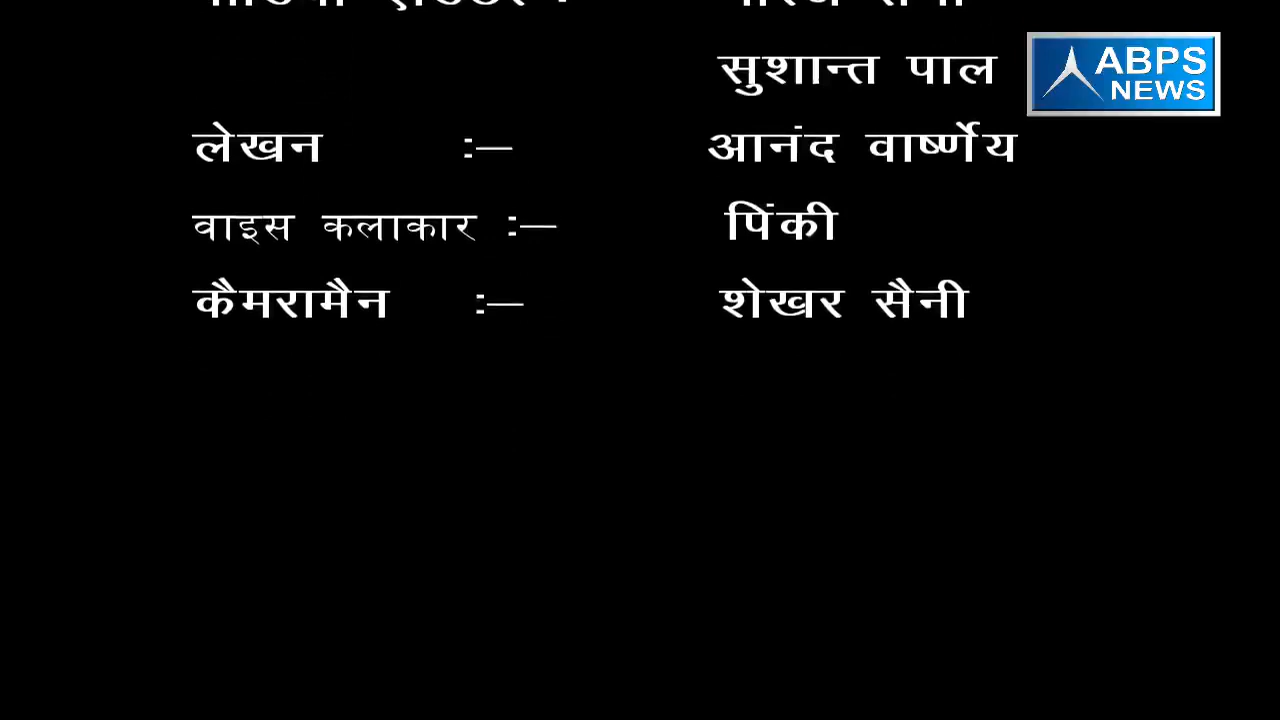 सुशान्त पाल
ABPS
NEWS
लेखन :— आनंद वार्ष्णेय
वाइस कलाकार :— पिंकी
कैमरामैन :— शेखर सैनी